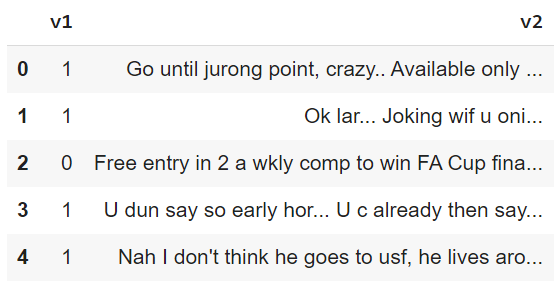 v1 v2
0 1 Go until jurong point, crazy.. Available only ...
1 1 Ok lar... Joking wif u oni...
2 0 Free entry in 2 a wkly comp to win FA Cup fina...
3 1 U dun say so early hor... U c already then say...
4 1 Nah I don't think he goes to usf, he lives aro...